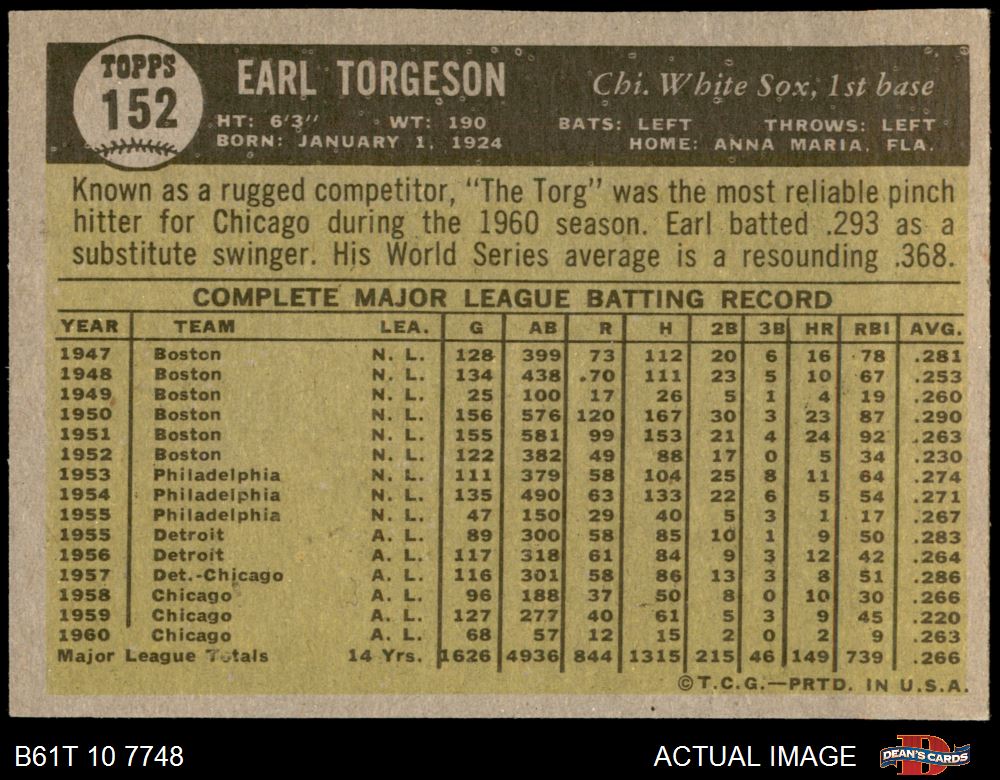 TOPPS
152
EARL TORGESON
Chi. White Sox, 1st base
HT: 6'3" WT: 190 BATS: LEFT THROWS: LEFT
BORN: JANUARY 1, 1924 HOME: ANNA MARIA, FLA.
Known as a rugged competitor, "The Torg" was the most reliable pinch
hitter for Chicago during the 1960 season. Earl batted .293 as a
substitute swinger. His World Series average is a resounding .368.
COMPLETE MAJOR LEAGUE BATTING RECORD
YEAR TEAM LEA. G AB R H 2B 3B HR RBI AVG.
1947 Boston N. L. 128 399 73 112 20 6 16 78 .281
1948 Boston N. L. 134 438 .70 111 23 5 10 67 .253
1949 Boston N. L. 25 100 17 26 5 1 4 19 .260
1950 Boston N. L. 156 576 120 167 30 3 23 87 .290
1951 Boston N. L. 155 581 99 153 21 4 24 92 .263
1952 Boston N. L. 122 382 49 88 17 0 5 34 .230
1953 Philadelphia N. L. 111 379 58 104 25 8 11 64 .274
1954 Philadelphia N. L. 135 490 63 133 22 6 5 54 .271
1955 Philadelphia N. L. 47 150 29 40 5 3 1 17 .267
1955 Detroit A. L. 89 300 58 85 10 1 9 50 .283
1956 Detroit A. L. 117 318 61 84 9 3 12 42 .264
1957 Det.-Chicago A. L. 116 301 58 86 13 3 8 51 .286
1958 Chicago A. L. 96 188 37 50 8 0 10 30 .266
1959 Chicago A. L. 127 277 40 61 5 3 9 45 .220
1960 Chicago A. L. 68 57 12 15 2 0 2 9 .263
Major League Totals 14 Yrs. 1626 4936 844 1315 215 46 149 739 .266
©T.C.G.—PRTD. IN U.S.A.
B61T 10 7748 ACTUAL IMAGE DEAN'S CARDS